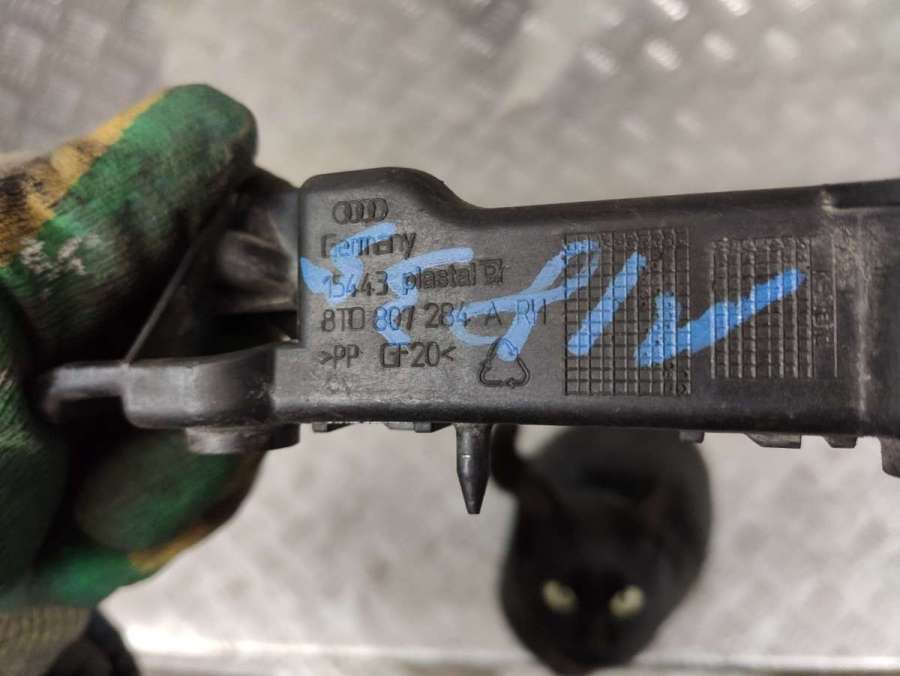 Germany
15443 plastal
8T0 807 284 A RH
>PP GF20<